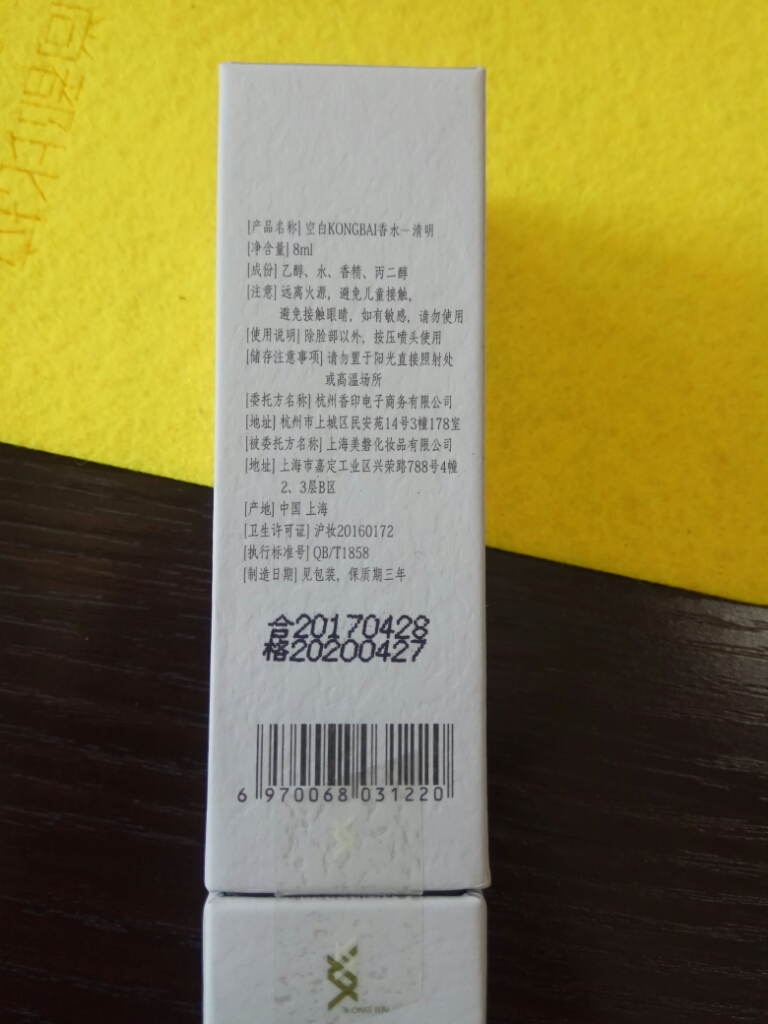 [产品名称] 空白KONGBAI香水－清明
[净含量] 8ml
[成份] 乙醇、水、香精、丙二醇
[注意] 远离火源，避免儿童接触，
避免接触眼睛，如有敏感，请勿使用
[使用说明] 除脸部以外，按压喷头使用
[储存注意事项] 请勿置于阳光直接照射处
或高温场所
[委托方名称] 杭州香印电子商务有限公司
[地址] 杭州市上城区民安苑14号3幢178室
[被委托方名称] 上海美磐化妆品有限公司
[地址] 上海市嘉定工业区兴荣路788号4幢
2、3层B区
[产地] 中国 上海
[卫生许可证] 沪妆20160172
[执行标准号] QB/T1858
[制造日期] 见包装，保质期三年
合20170428
格20200427
6 970068 031220